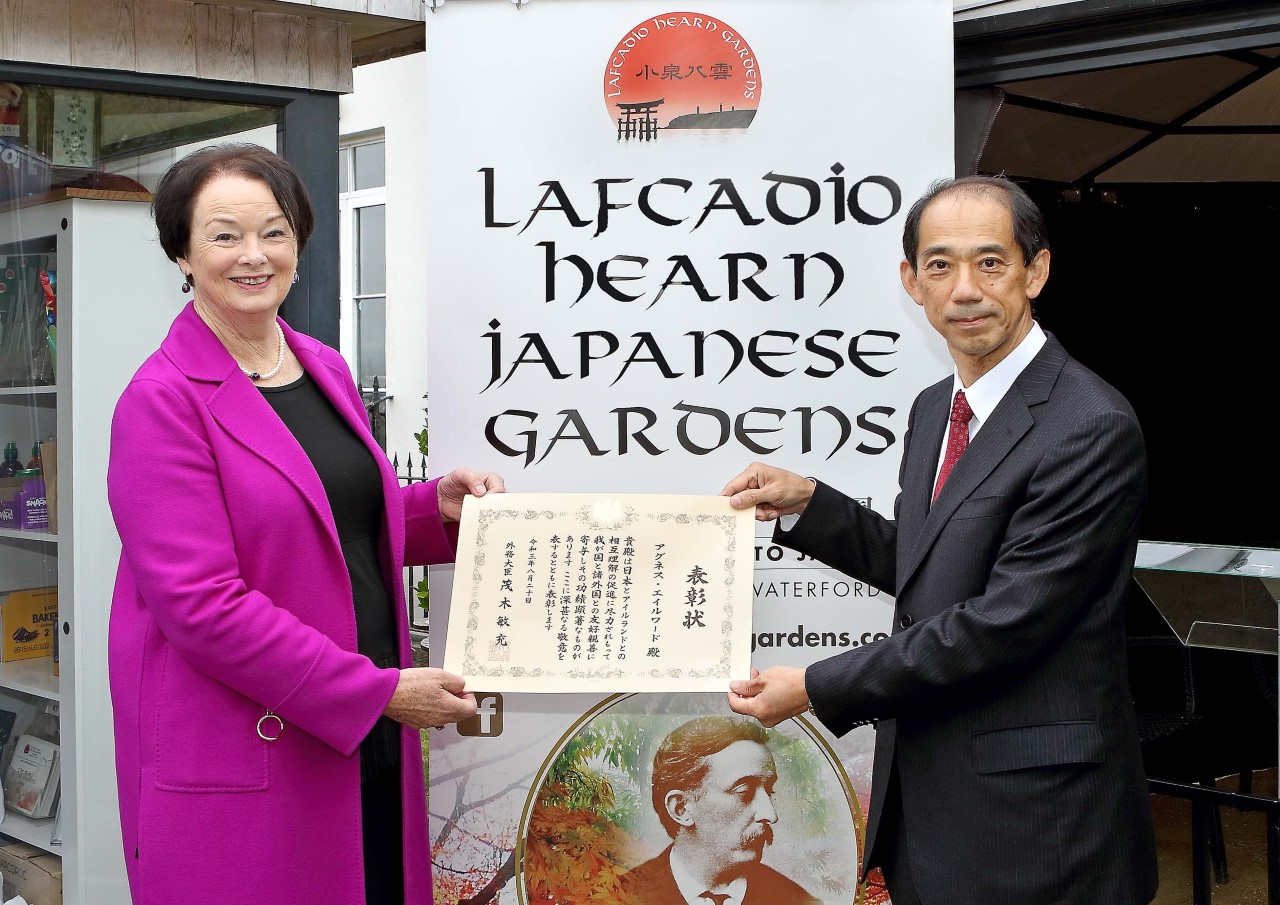 LAFCADIO HEARN GARDENS
小泉八雲
LAFCADIO
HEARN
JAPANESE
GARDENS
TO
VATERFORD
gardens.co
表彰状
アグネス・エイルワード 殿
貴殿は日本とアイルランドとの
相互理解の促進に尽力されもって
我が国と諸外国との友好親善に
寄与しその功績顕著なものが
あります ここに深甚なる敬意を
表するとともに表彰します
令和三年八月二十日
外務大臣 茂木敏充
f
BAKE